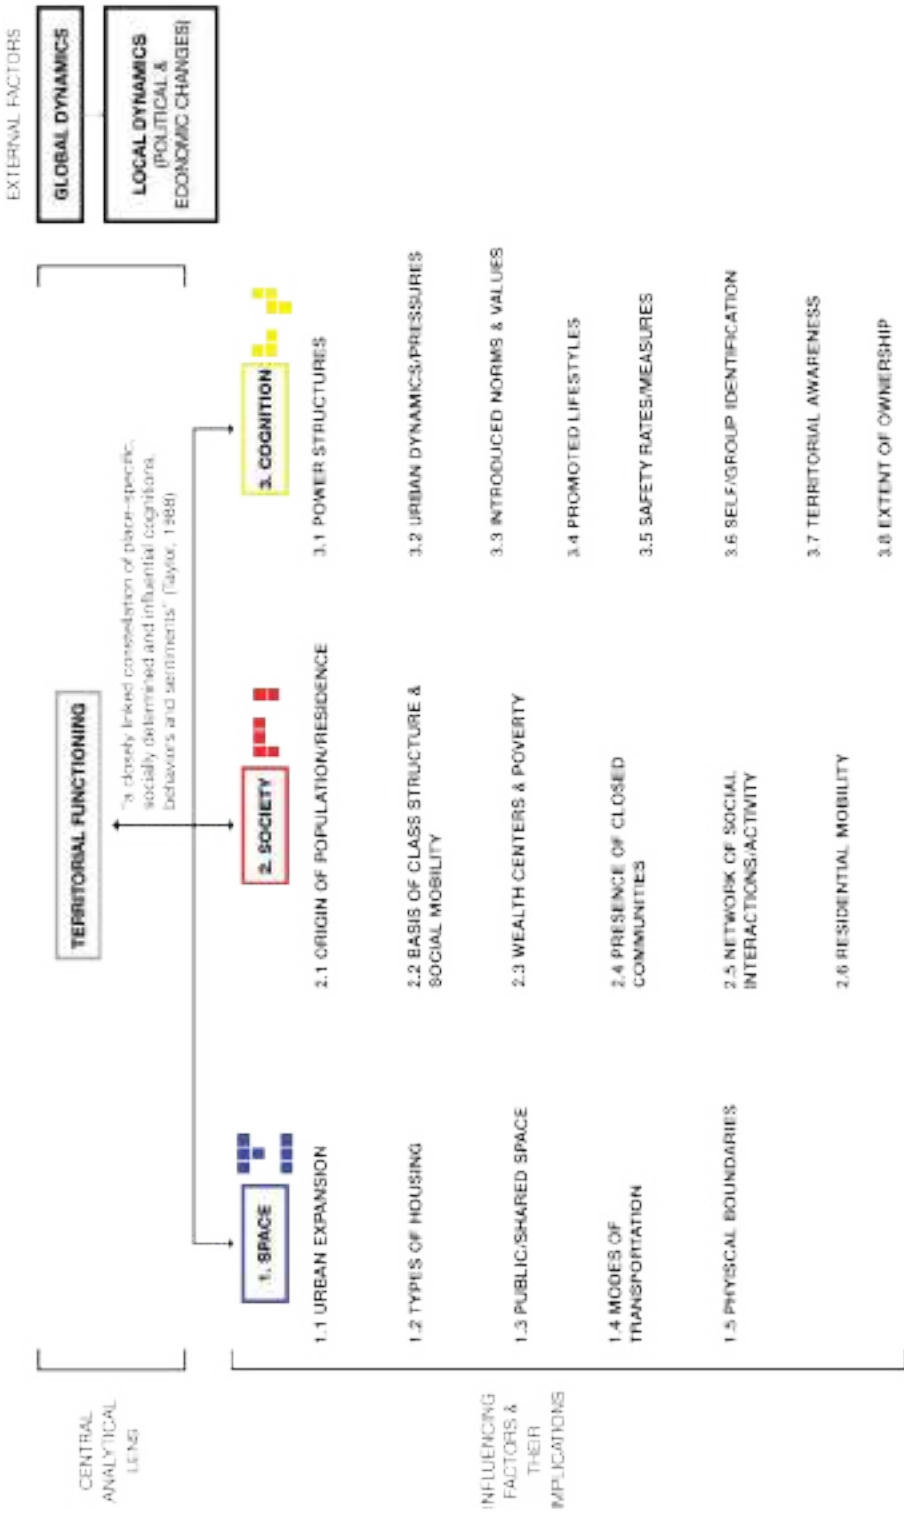 EXTERNAL FACTORS
GLOBAL DYNAMICS
LOCAL DYNAMICS
(POLITICAL &
ECONOMIC CHANGES)
CENTRAL
ANALYTICAL
LENS
TERRITORIAL FUNCTIONING
"a closely linked constellation of place-specific,
socially determined and influential cognitions,
behaviors and sentiments" (Taylor, 1988)
INFLUENCING
FACTORS &
THEIR
IMPLICATIONS
1. SPACE
1.1 URBAN EXPANSION
1.2 TYPES OF HOUSING
1.3 PUBLIC/SHARED SPACE
1.4 MODES OF
TRANSPORTATION
1.5 PHYISCAL BOUNDARIES
2. SOCIETY
2.1 ORIGIN OF POPULATION/RESIDENCE
2.2 BASIS OF CLASS STRUCTURE &
SOCIAL MOBILITY
2.3 WEALTH CENTERS & POVERTY
2.4 PRESENCE OF CLOSED
COMMUNITIES
2.5 NETWORK OF SOCIAL
INTERACTIONS/ACTIVITY
2.6 RESIDENTIAL MOBILITY
3. COGNITION
3.1 POWER STRUCTURES
3.2 URBAN DYNAMICS/PRESSURES
3.3 INTRODUCED NORMS & VALUES
3.4 PROMOTED LIFESTYLES
3.5 SAFETY RATES/MEASURES
3.6 SELF/GROUP IDENTIFICATION
3.7 TERRITORIAL AWARENESS
3.8 EXTENT OF OWNERSHIP